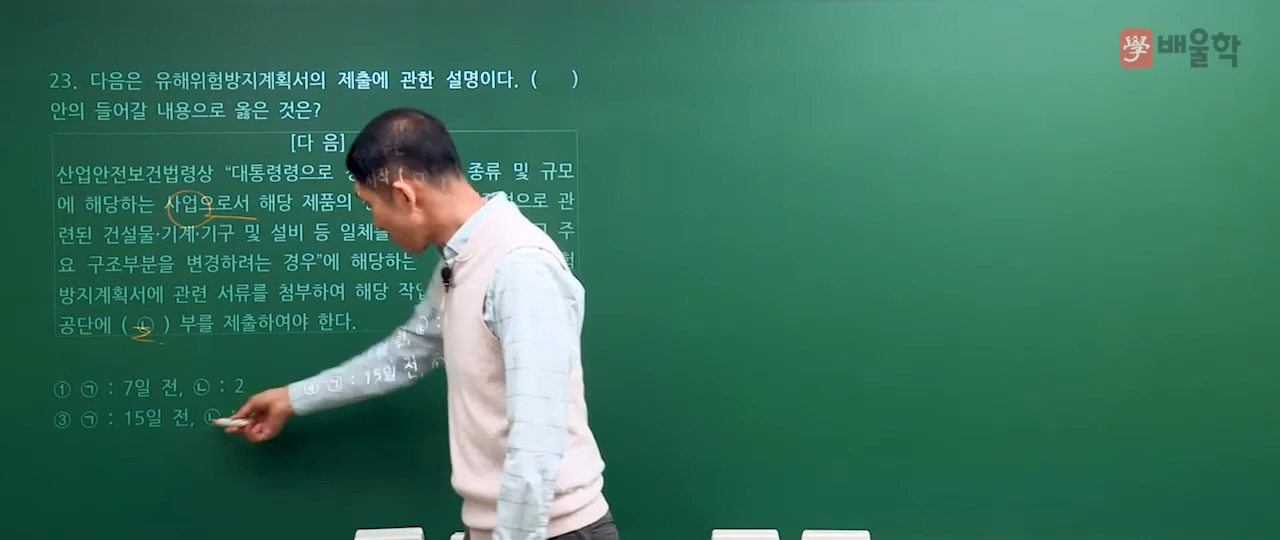 學 배울학
23. 다음은 유해위험방지계획서의 제출에 관한 설명이다. ( )
안의 들어갈 내용으로 옳은 것은?
[다 음]
산업안전보건법령상 “대통령령으로 종류 및 규모
에 해당하는 사업으로서 해당 제품의 으로 관
련된 건설물·기계·기구 및 설비 등 일체를 주
요 구조부분을 변경하려는 경우”에 해당하는
방지계획서에 관련 서류를 첨부하여 해당
공단에 ( ㉡ ) 부를 제출하여야 한다.
2
① ㉠ : 7일 전, ㉡ : 2
③ ㉠ : 15일 전, ④ ㉠ : 15일 전,